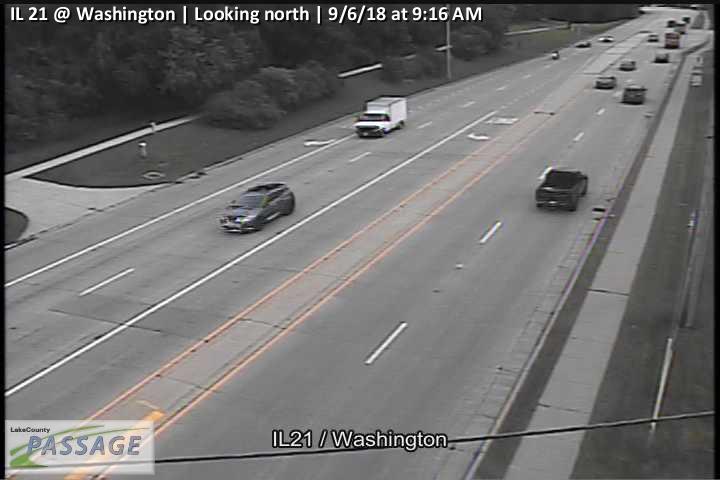 IL 21 @ Washington | Looking north | 9/6/18 at 9:16 AM
IL21 / Washington
LakeCounty
PASSAGE